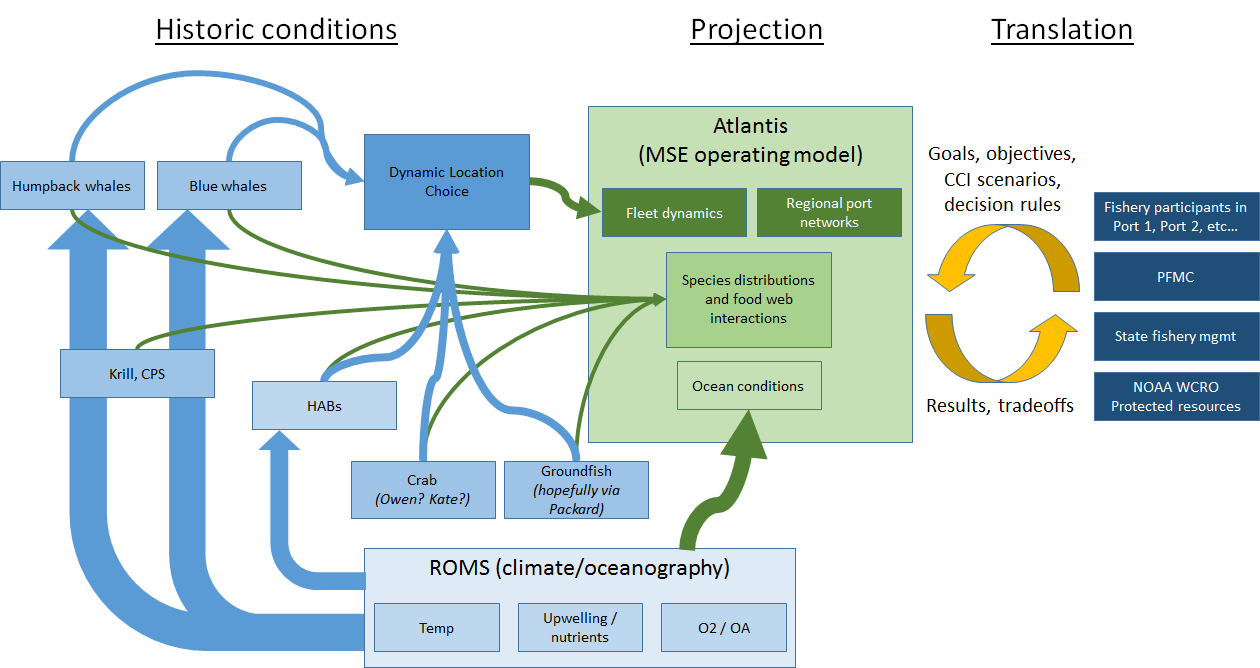 Historic conditions
Projection
Translation
Humpback whales
Blue whales
Dynamic Location
Choice
Krill, CPS
HABs
Crab
(Owen? Kate?)
Groundfish
(hopefully via
Packard)
ROMS (climate/oceanography)
Temp
Upwelling /
nutrients
O2 / OA
Atlantis
(MSE operating model)
Fleet dynamics
Regional port
networks
Species distributions
and food web
interactions
Ocean conditions
Goals, objectives,
CCI scenarios,
decision rules
Results, tradeoffs
Fishery participants in
Port 1, Port 2, etc…
PFMC
State fishery mgmt
NOAA WCRO
Protected resources